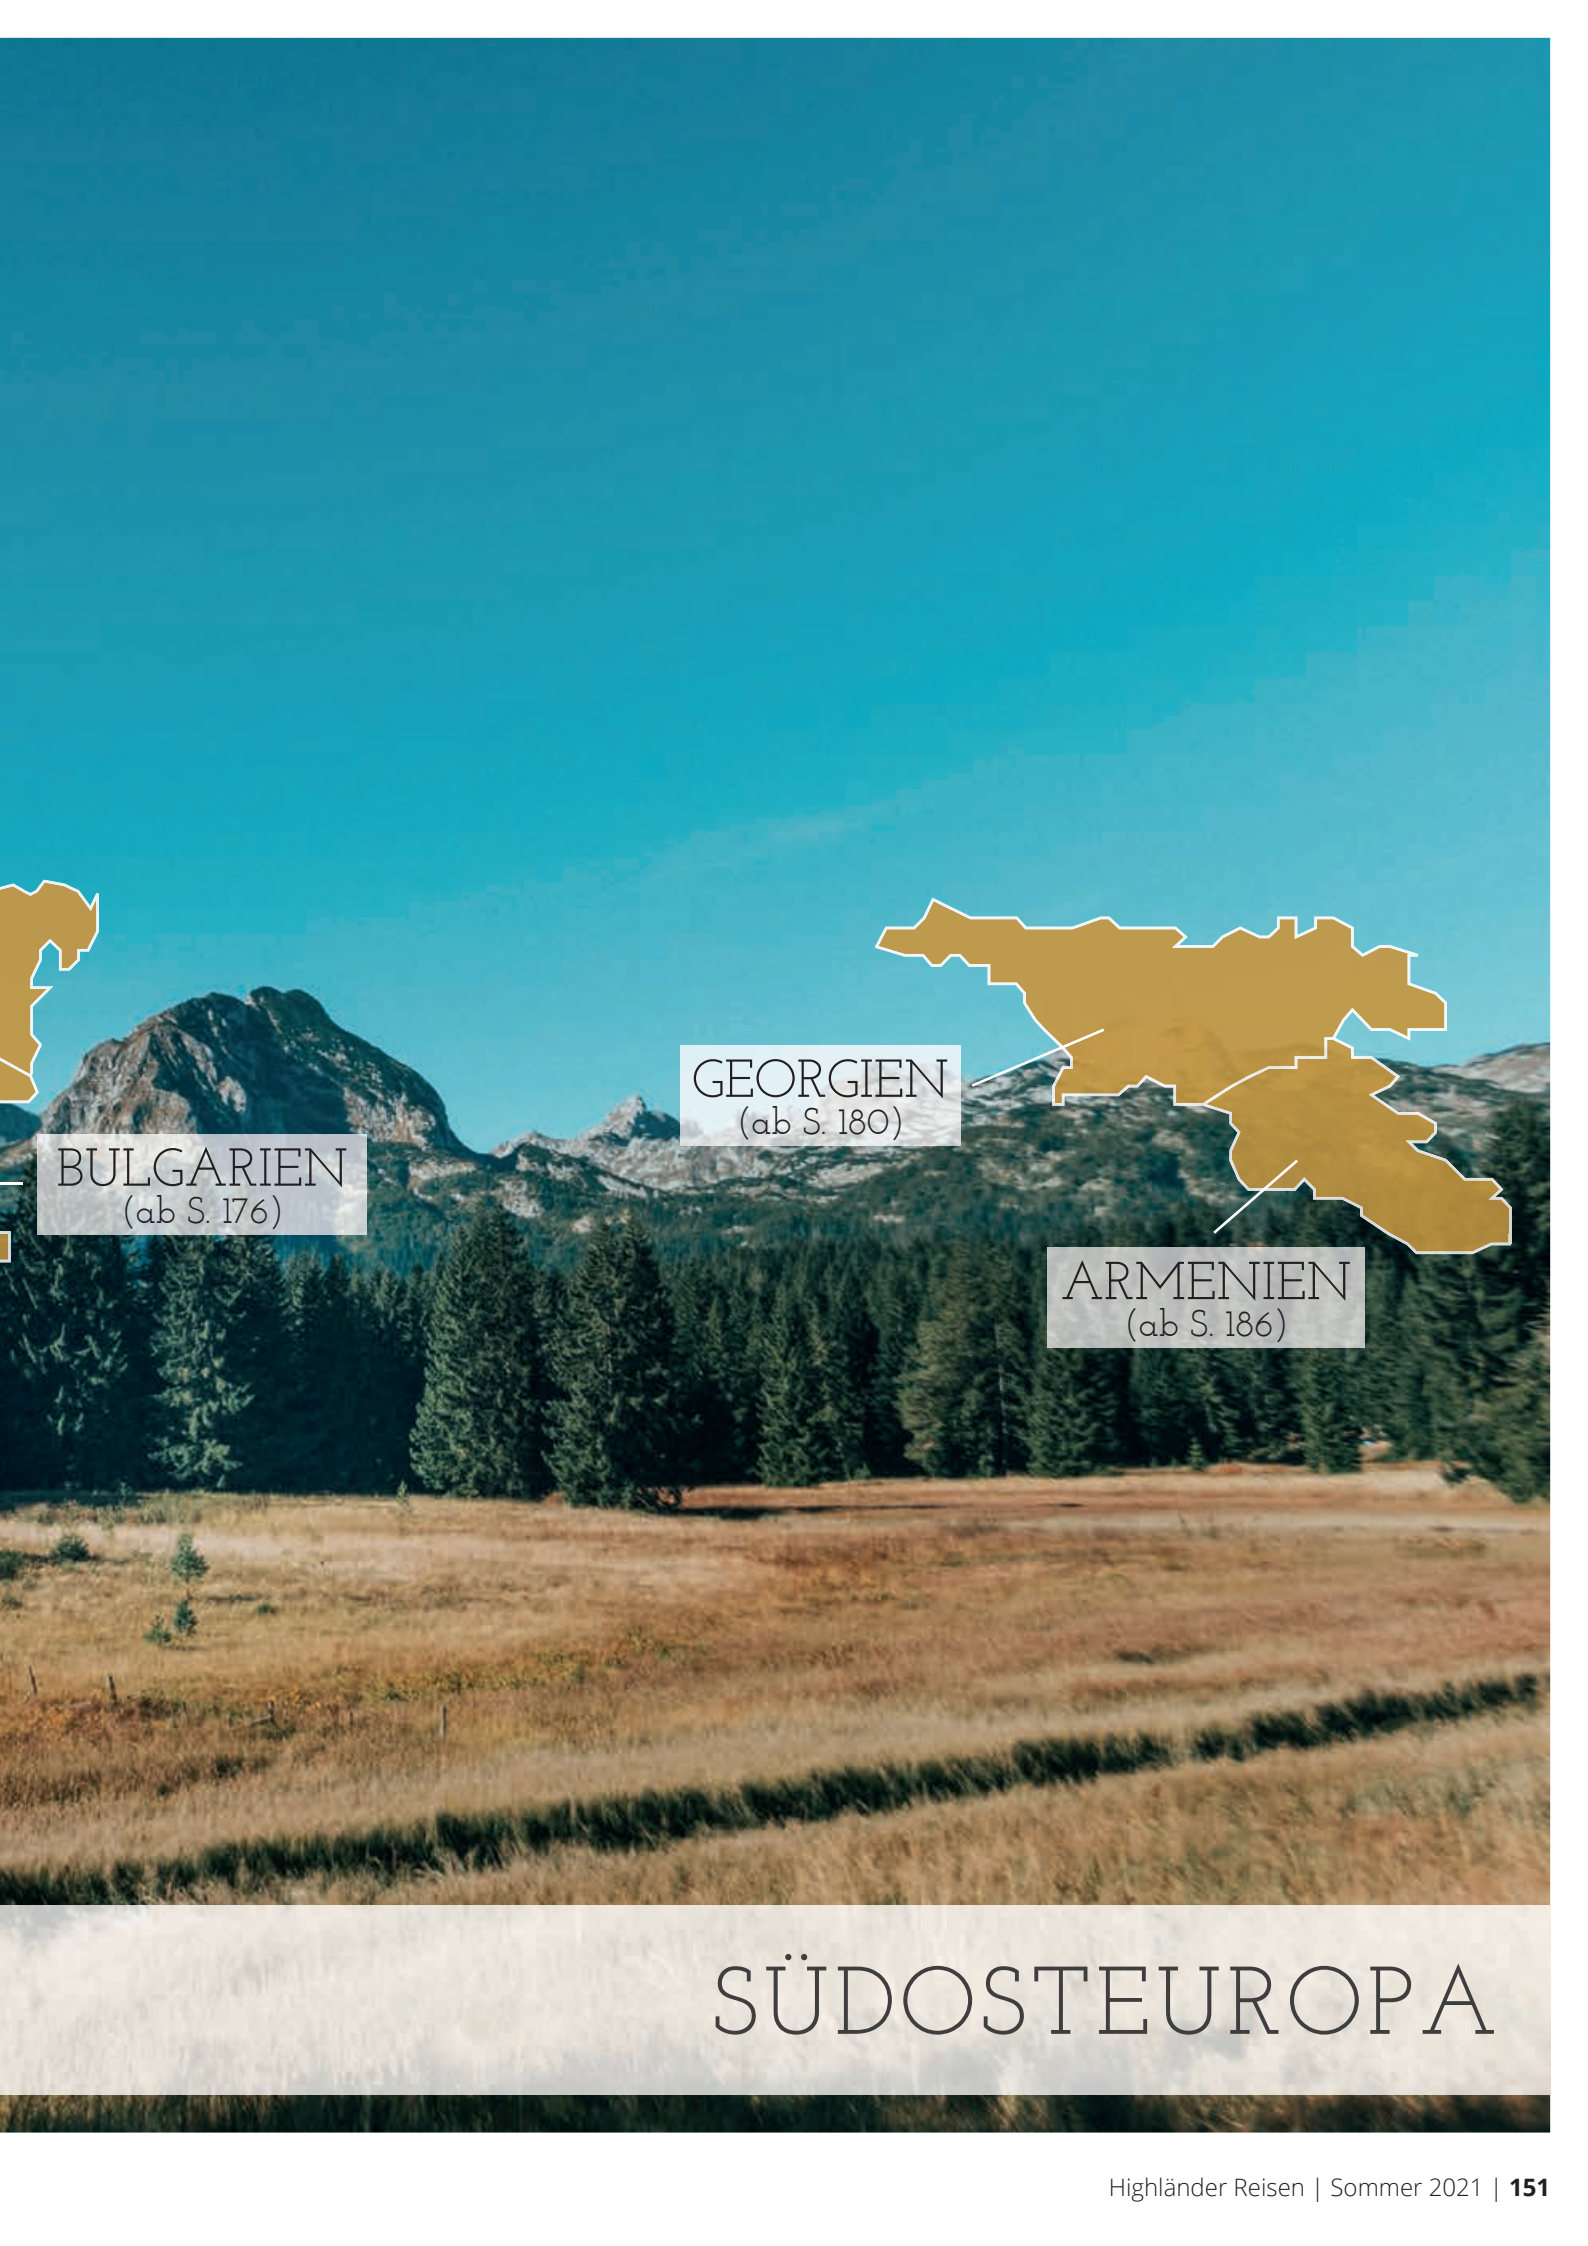 GEORGIEN
(ab S. 180)
BULGARIEN
(ab S. 176)
ARMENIEN
(ab S. 186)
SÜDOSTEUROPA
Highländer Reisen | Sommer 2021 | 151